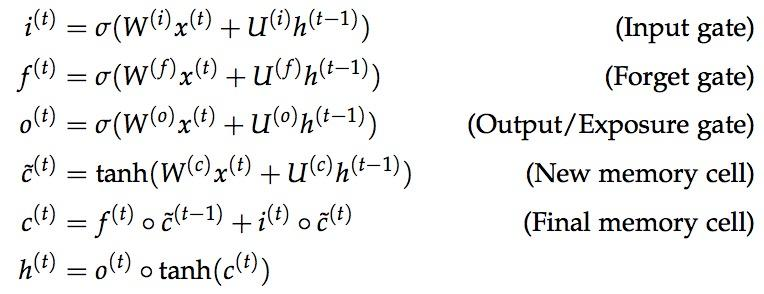 i⁽ᵗ⁾ = σ(W⁽ⁱ⁾x⁽ᵗ⁾ + U⁽ⁱ⁾h⁽ᵗ⁻¹⁾) (Input gate)
f⁽ᵗ⁾ = σ(W⁽ᶠ⁾x⁽ᵗ⁾ + U⁽ᶠ⁾h⁽ᵗ⁻¹⁾) (Forget gate)
o⁽ᵗ⁾ = σ(W⁽ᵒ⁾x⁽ᵗ⁾ + U⁽ᵒ⁾h⁽ᵗ⁻¹⁾) (Output/Exposure gate)
c̃⁽ᵗ⁾ = tanh(W⁽ᶜ⁾x⁽ᵗ⁾ + U⁽ᶜ⁾h⁽ᵗ⁻¹⁾) (New memory cell)
c⁽ᵗ⁾ = f⁽ᵗ⁾ ∘ c̃⁽ᵗ⁻¹⁾ + i⁽ᵗ⁾ ∘ c̃⁽ᵗ⁾ (Final memory cell)
h⁽ᵗ⁾ = o⁽ᵗ⁾ ∘ tanh(c⁽ᵗ⁾)